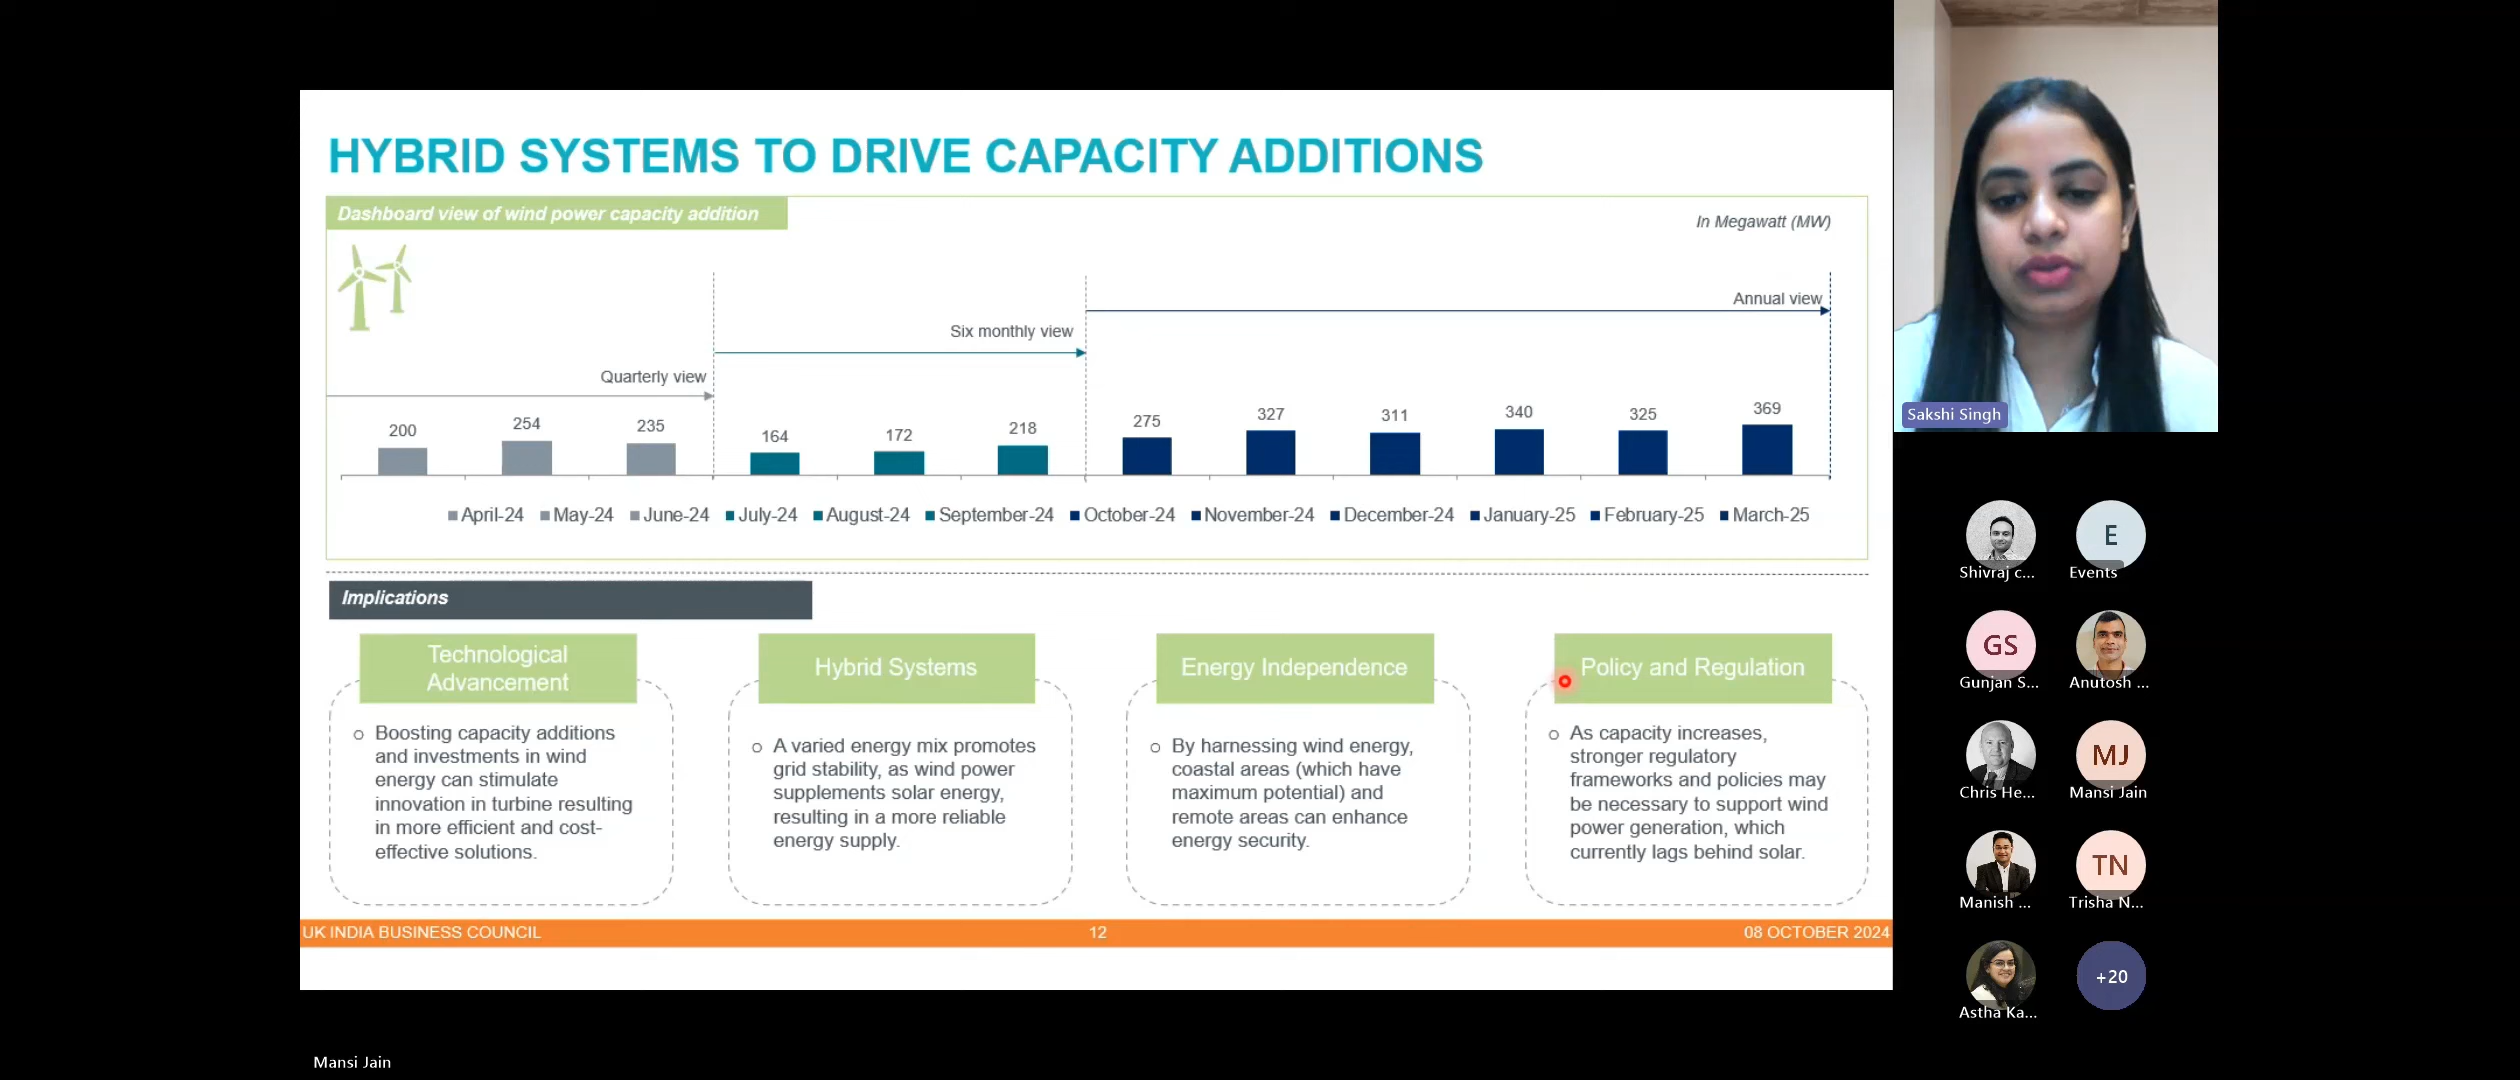 HYBRID SYSTEMS TO DRIVE CAPACITY ADDITIONS
Dashboard view of wind power capacity addition
In Megawatt (MW)
Annual view
Six monthly view
Quarterly view
200 254 235 164 172 218 275 327 311 340 325 369
April-24 May-24 June-24 July-24 August-24 September-24 October-24 November-24 December-24 January-25 February-25 March-25
Implications
Technological
Advancement
Boosting capacity additions
and investments in wind
energy can stimulate
innovation in turbine resulting
in more efficient and cost-
effective solutions.
Hybrid Systems
A varied energy mix promotes
grid stability, as wind power
supplements solar energy,
resulting in a more reliable
energy supply.
Energy Independence
By harnessing wind energy,
coastal areas (which have
maximum potential) and
remote areas can enhance
energy security.
Policy and Regulation
As capacity increases,
stronger regulatory
frameworks and policies may
be necessary to support wind
power generation, which
currently lags behind solar.
UK INDIA BUSINESS COUNCIL 12 08 OCTOBER 2024
Mansi Jain
Sakshi Singh
E
Shivraj c... Events
GS
Gunjan S... Anutosh ...
MJ
Chris He... Mansi Jain
TN
Manish ... Trisha N...
+20
Astha Ka...